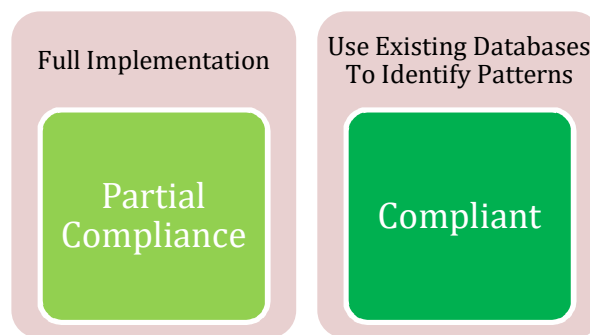 Full Implementation
Partial
Compliance
Use Existing Databases
To Identify Patterns
Compliant